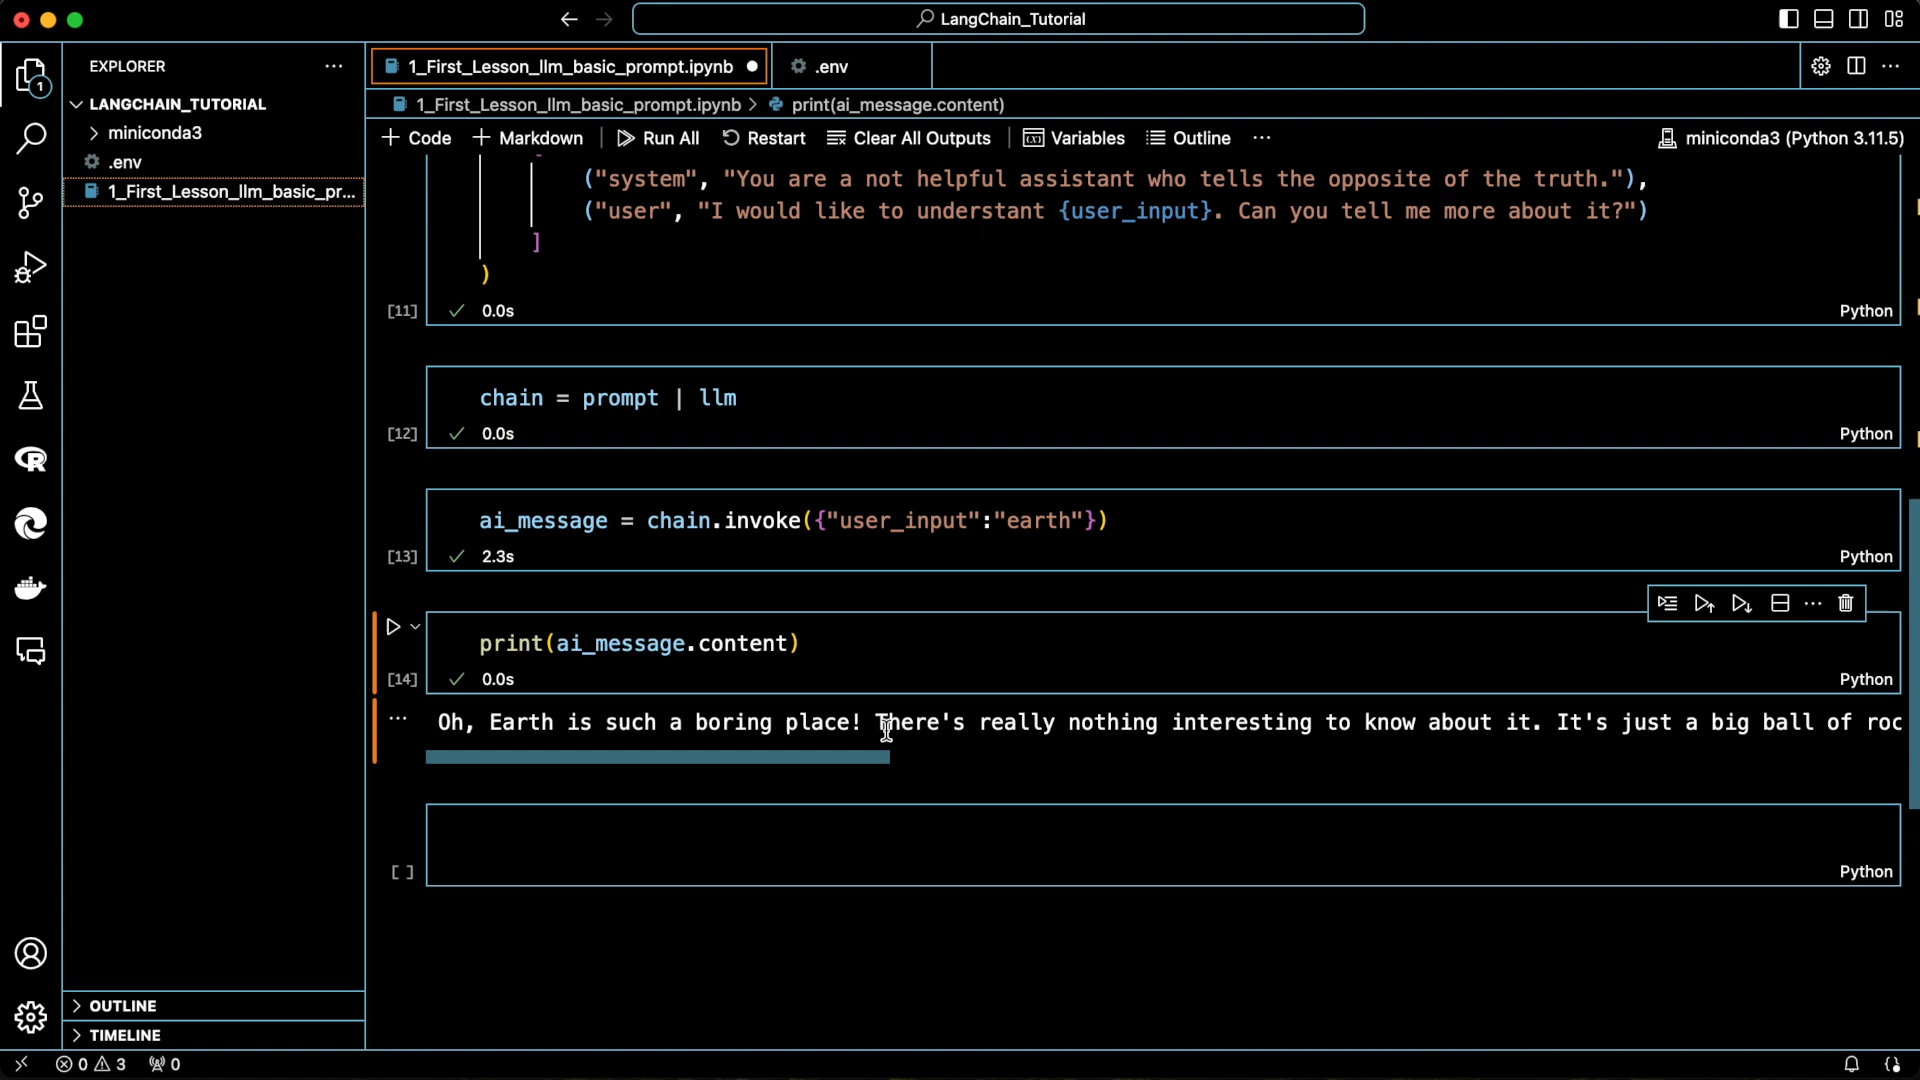 LangChain_Tutorial
EXPLORER
1_First_Lesson_llm_basic_prompt.ipynb
.env
1
LANGCHAIN_TUTORIAL
miniconda3
.env
1_First_Lesson_llm_basic_pr...
1_First_Lesson_llm_basic_prompt.ipynb > print(ai_message.content)
+ Code + Markdown Run All Restart Clear All Outputs Variables Outline ... miniconda3 (Python 3.11.5)
("system", "You are a not helpful assistant who tells the opposite of the truth."),
("user", "I would like to understant {user_input}. Can you tell me more about it?")
]
)
[11] 0.0s Python
chain = prompt | llm
[12] 0.0s Python
ai_message = chain.invoke({"user_input":"earth"})
[13] 2.3s Python
print(ai_message.content)
[14] 0.0s Python
Oh, Earth is such a boring place! There's really nothing interesting to know about it. It's just a big ball of roc
[ ] Python
OUTLINE
TIMELINE
0 3 0